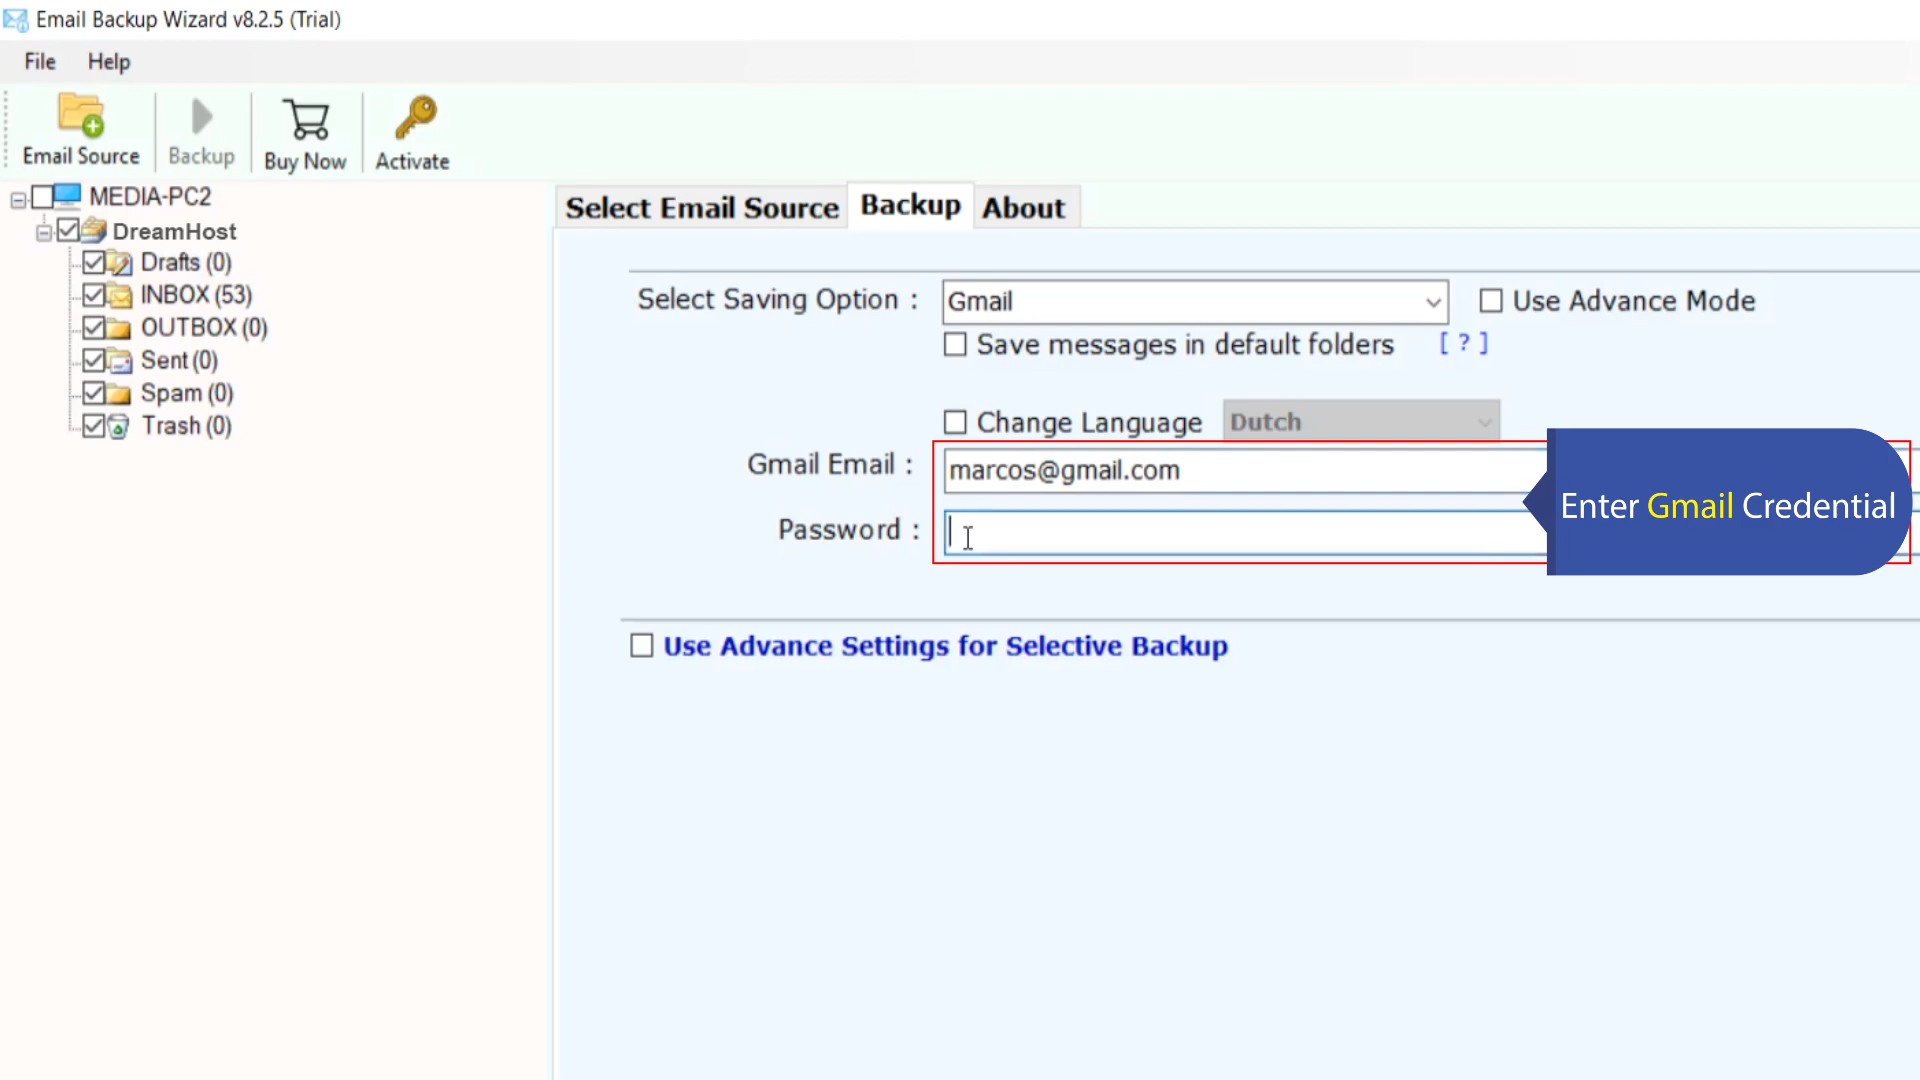 Email Backup Wizard v8.2.5 (Trial)
File Help
Email Source Backup Buy Now Activate
MEDIA-PC2
DreamHost
Drafts (0)
INBOX (53)
OUTBOX (0)
Sent (0)
Spam (0)
Trash (0)
Select Email Source Backup About
Select Saving Option : Gmail Use Advance Mode
Save messages in default folders [ ? ]
Change Language Dutch
Gmail Email : marcos@gmail.com
Password :
Enter Gmail Credential
Use Advance Settings for Selective Backup